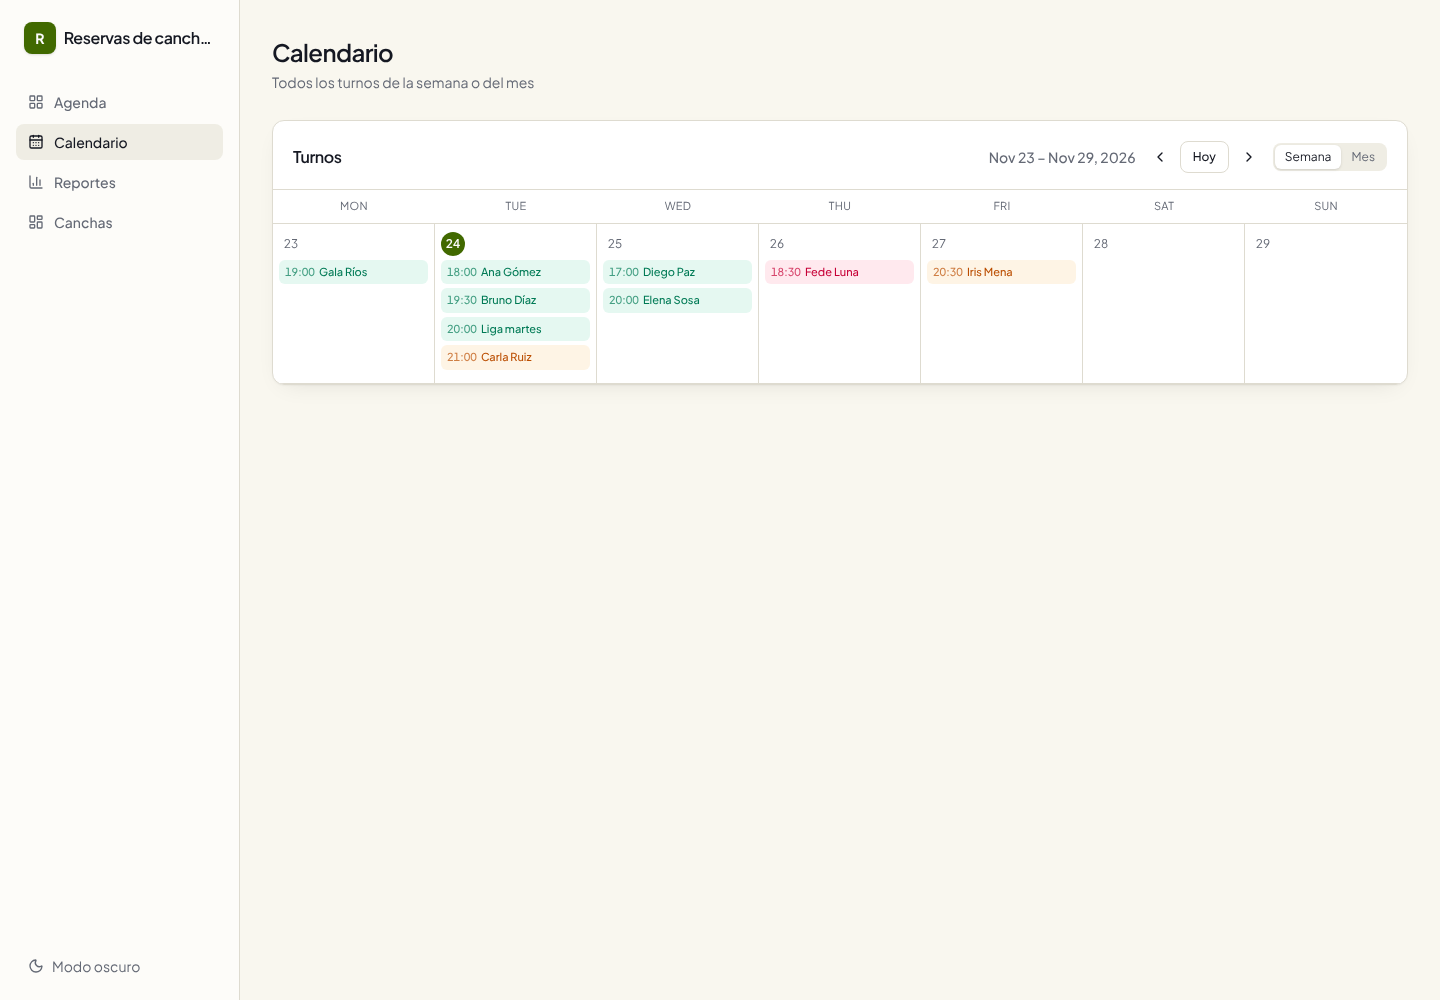 R Reservas de canch…
Agenda
Calendario
Reportes
Canchas
Modo oscuro
Calendario
Todos los turnos de la semana o del mes
Turnos
Nov 23 – Nov 29, 2026
Hoy
Semana Mes
MON TUE WED THU FRI SAT SUN
23 24 25 26 27 28 29
19:00 Gala Ríos
18:00 Ana Gómez
19:30 Bruno Díaz
20:00 Liga martes
21:00 Carla Ruiz
17:00 Diego Paz
20:00 Elena Sosa
18:30 Fede Luna
20:30 Iris Mena